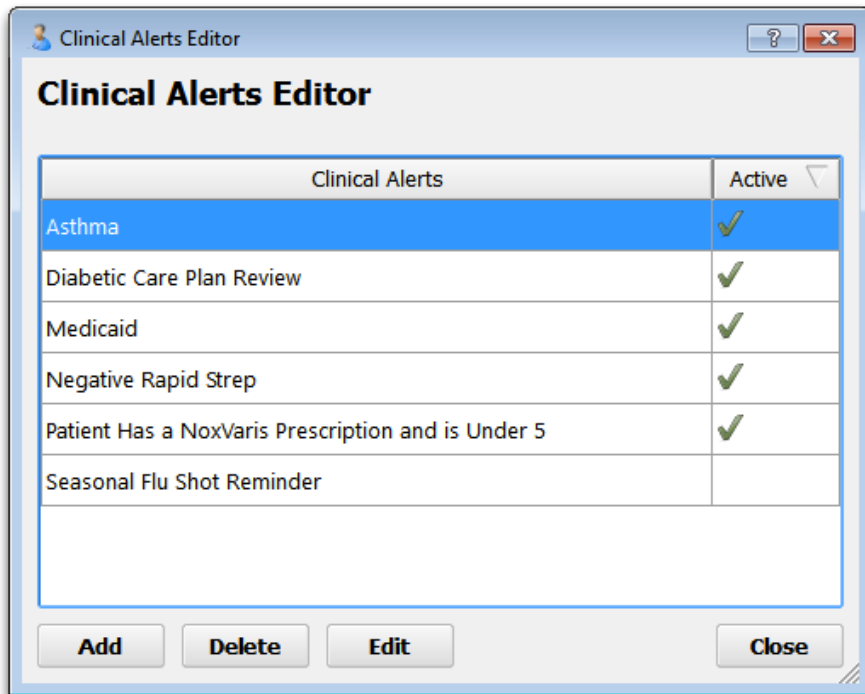 Clinical Alerts Editor
Clinical Alerts Editor
Clinical Alerts Active
Asthma
Diabetic Care Plan Review
Medicaid
Negative Rapid Strep
Patient Has a NoxVaris Prescription and is Under 5
Seasonal Flu Shot Reminder
Add Delete Edit Close